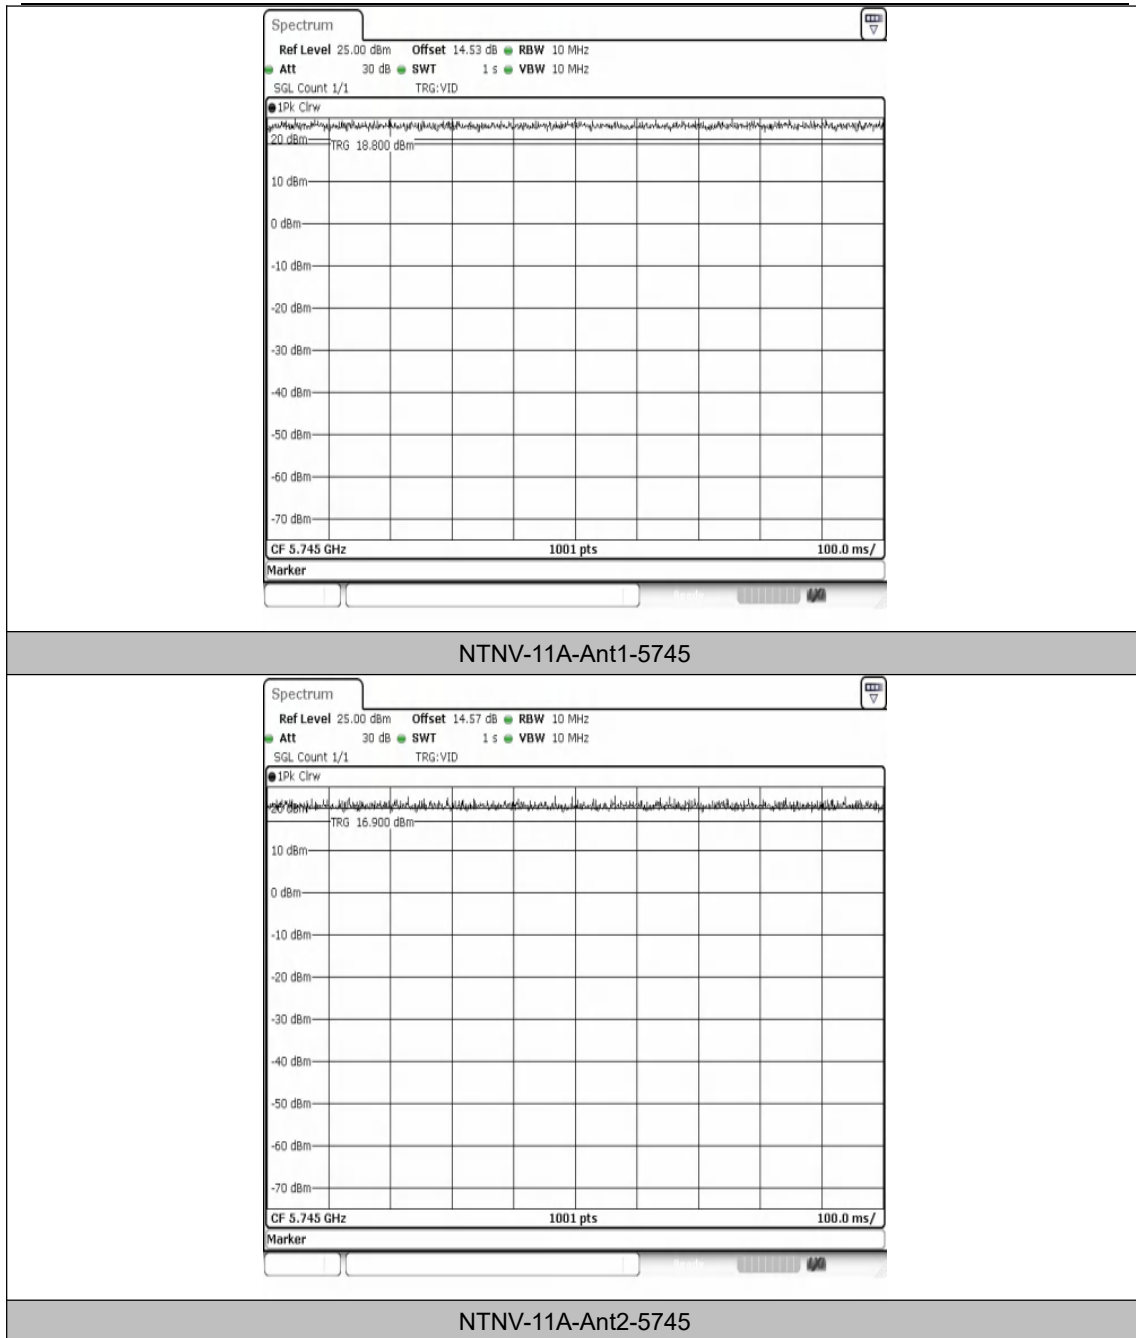 Spectrum
Ref Level 25.00 dBm Offset 14.53 dB RBW 10 MHz
Att 30 dB SWT 1 s VBW 10 MHz
SGL Count 1/1 TRG:VID
1Pk Clrw
20 dBm
TRG 18.800 dBm
10 dBm
0 dBm
-10 dBm
-20 dBm
-30 dBm
-40 dBm
-50 dBm
-60 dBm
-70 dBm
CF 5.745 GHz 1001 pts 100.0 ms/
Marker
Ready
NTNV-11A-Ant1-5745
Spectrum
Ref Level 25.00 dBm Offset 14.57 dB RBW 10 MHz
Att 30 dB SWT 1 s VBW 10 MHz
SGL Count 1/1 TRG:VID
1Pk Clrw
20 dBm
TRG 16.900 dBm
10 dBm
0 dBm
-10 dBm
-20 dBm
-30 dBm
-40 dBm
-50 dBm
-60 dBm
-70 dBm
CF 5.745 GHz 1001 pts 100.0 ms/
Marker
Ready
NTNV-11A-Ant2-5745